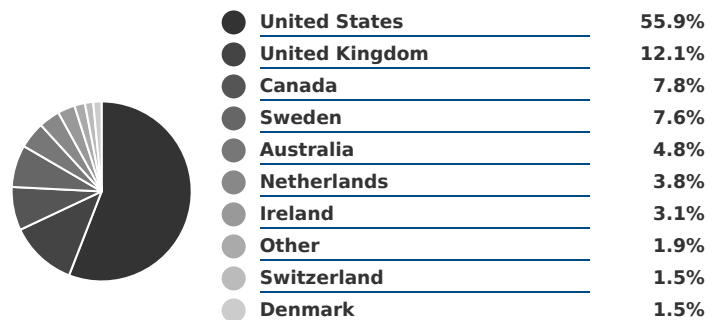 United States 55.9%
United Kingdom 12.1%
Canada 7.8%
Sweden 7.6%
Australia 4.8%
Netherlands 3.8%
Ireland 3.1%
Other 1.9%
Switzerland 1.5%
Denmark 1.5%